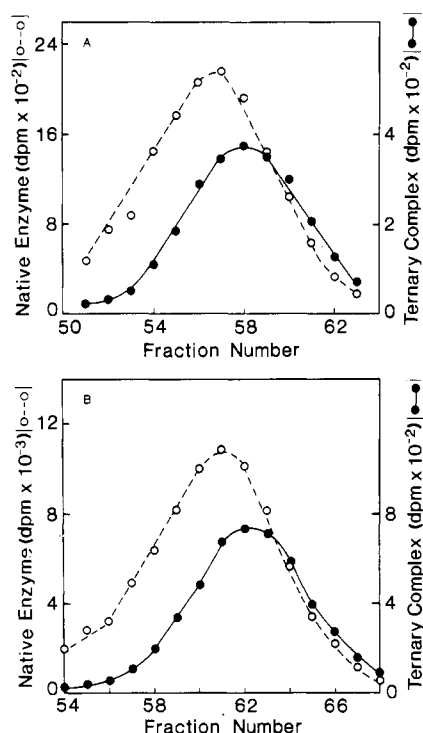 A
Native Enzyme (dpm x 10⁻²)|o--o|
24
16
8
0
50 54 58 62
Fraction Number
4
2
0
Ternary Complex (dpm x 10⁻²)|●—●|
B
Native Enzyme (dpm x 10⁻³)|o--o|
12
8
4
0
54 58 62 66
Fraction Number
8
4
0
Ternary Complex (dpm x 10⁻²)|●—●|